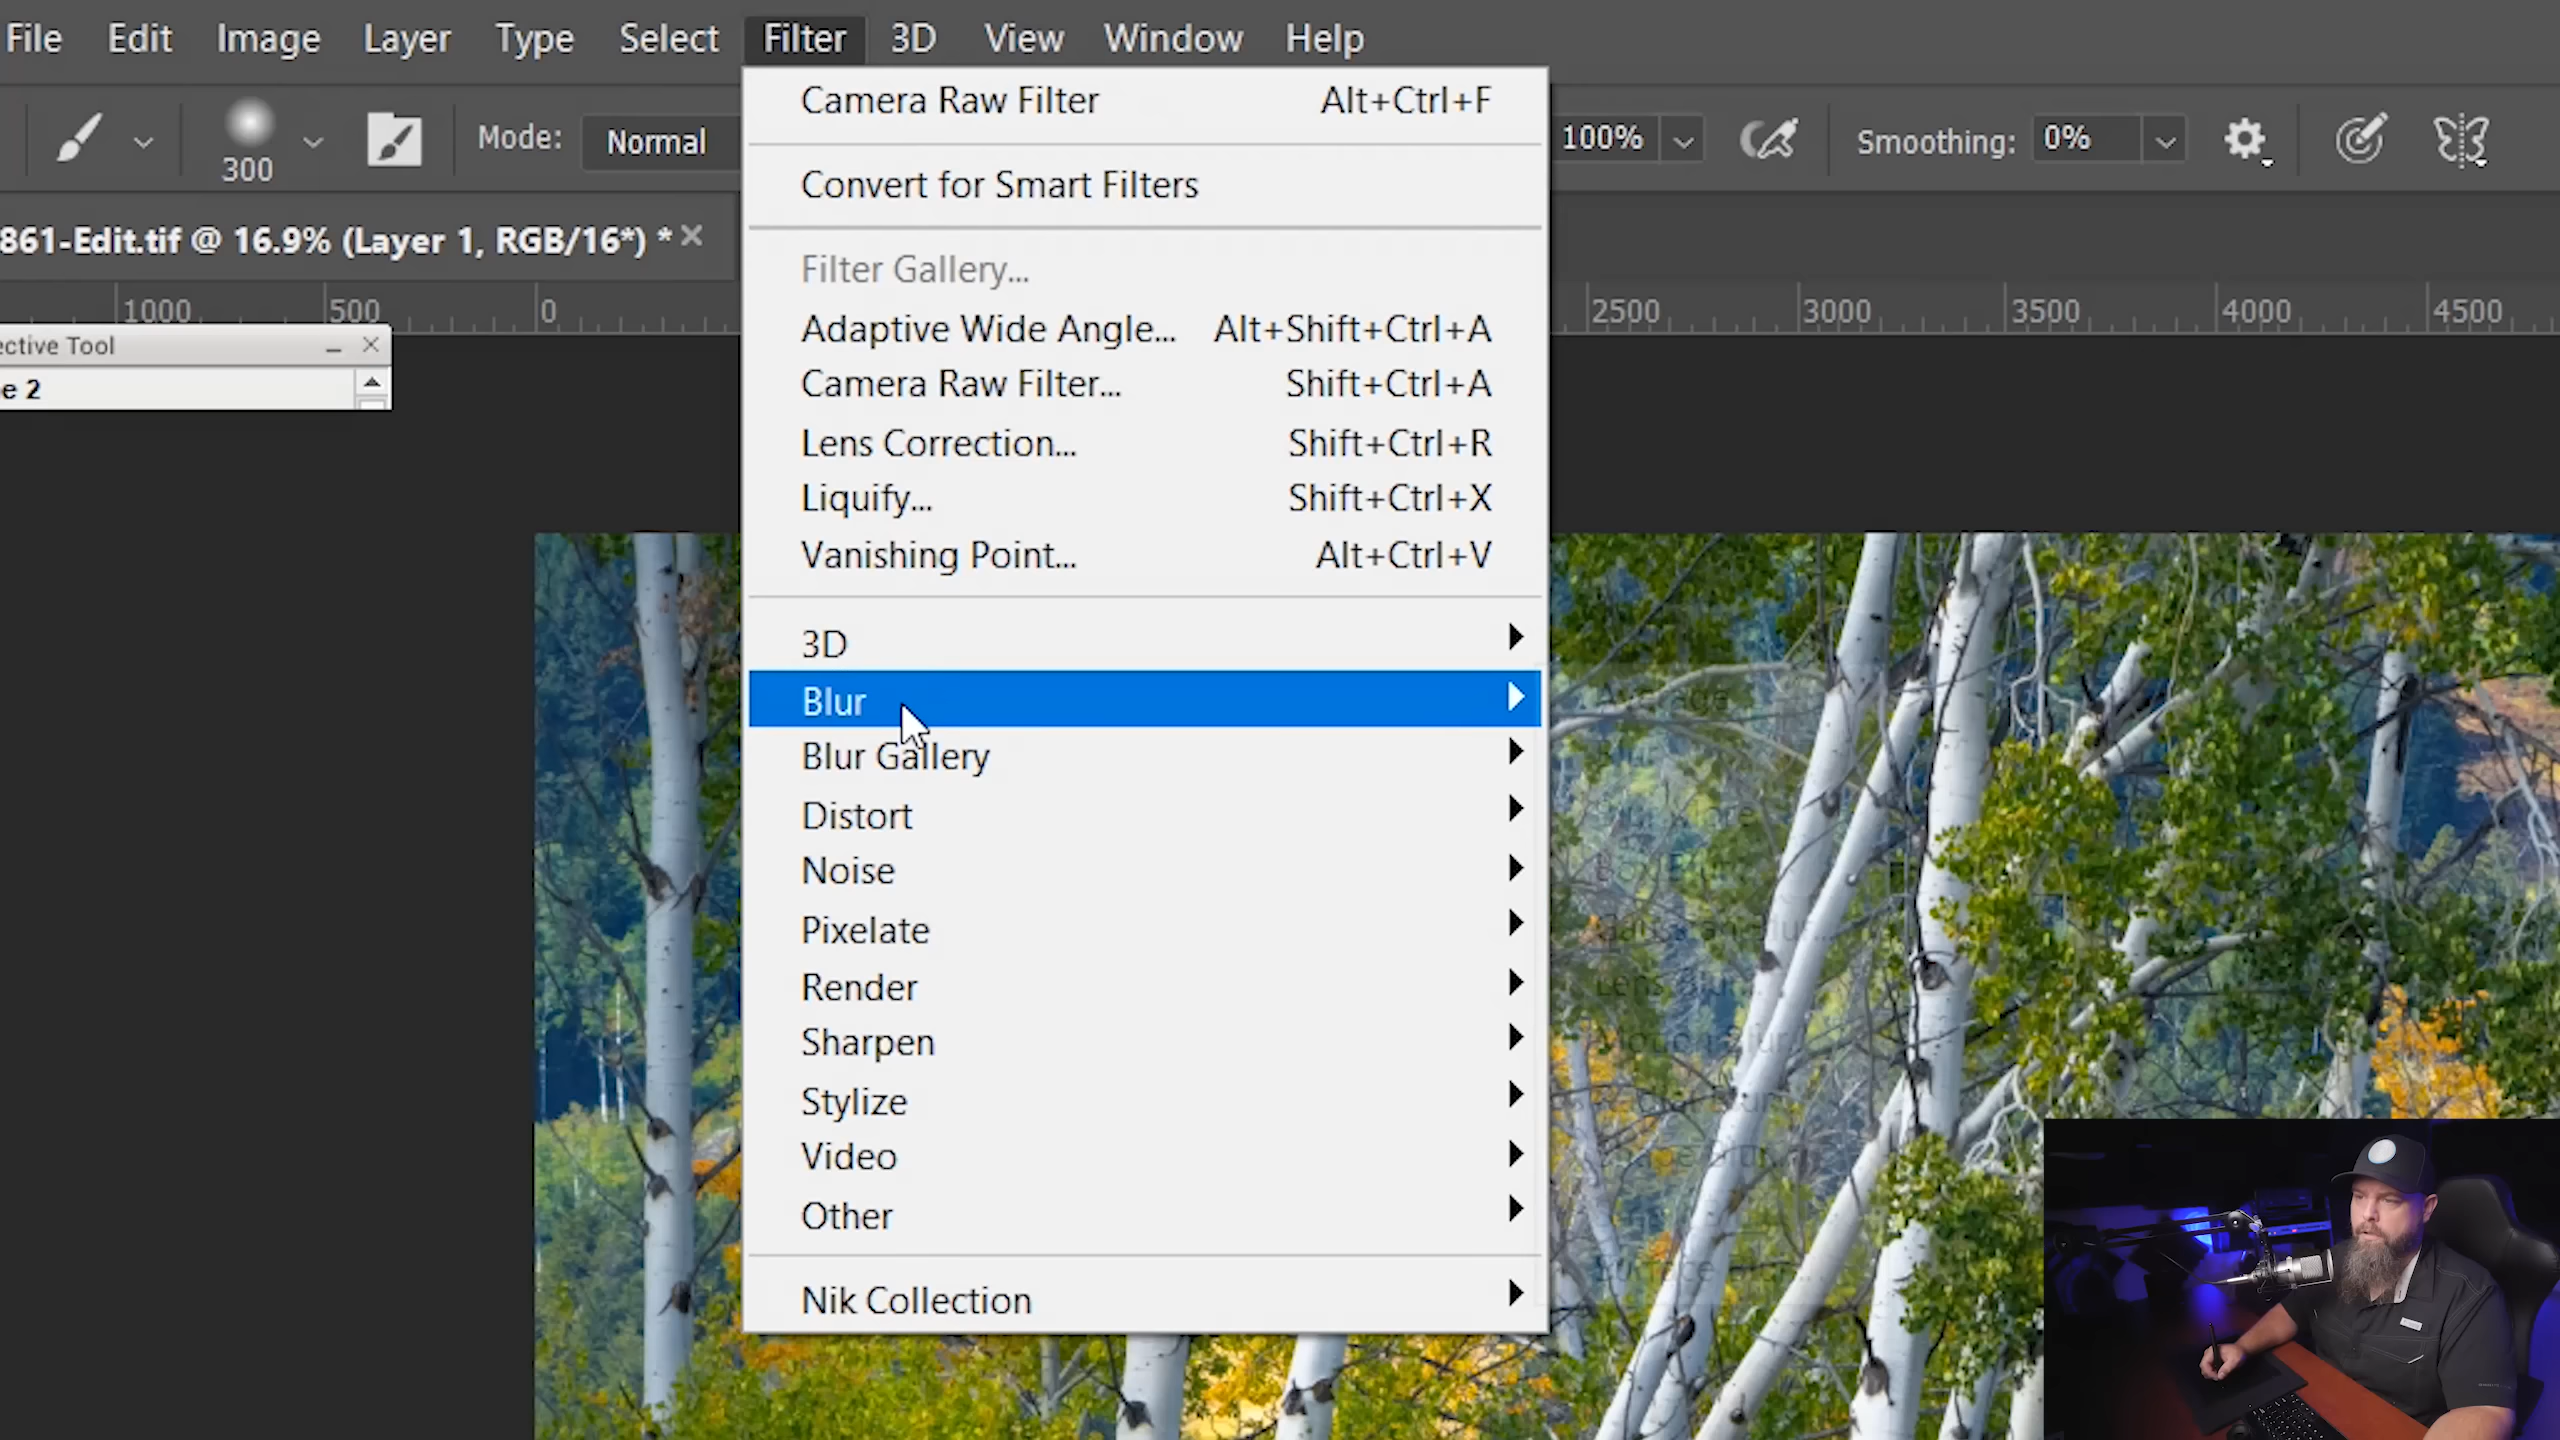 File Edit Image Layer Type Select Filter 3D View Window Help
300 Mode: Normal 100% Smoothing: 0%
861-Edit.tif @ 16.9% (Layer 1, RGB/16*) *
1000 500 0 2500 3000 3500 4000 4500
ective Tool
e 2
Camera Raw Filter Alt+Ctrl+F
Convert for Smart Filters
Filter Gallery...
Adaptive Wide Angle... Alt+Shift+Ctrl+A
Camera Raw Filter... Shift+Ctrl+A
Lens Correction... Shift+Ctrl+R
Liquify... Shift+Ctrl+X
Vanishing Point... Alt+Ctrl+V
3D
Blur
Blur Gallery
Distort
Noise
Pixelate
Render
Sharpen
Stylize
Video
Other
Nik Collection